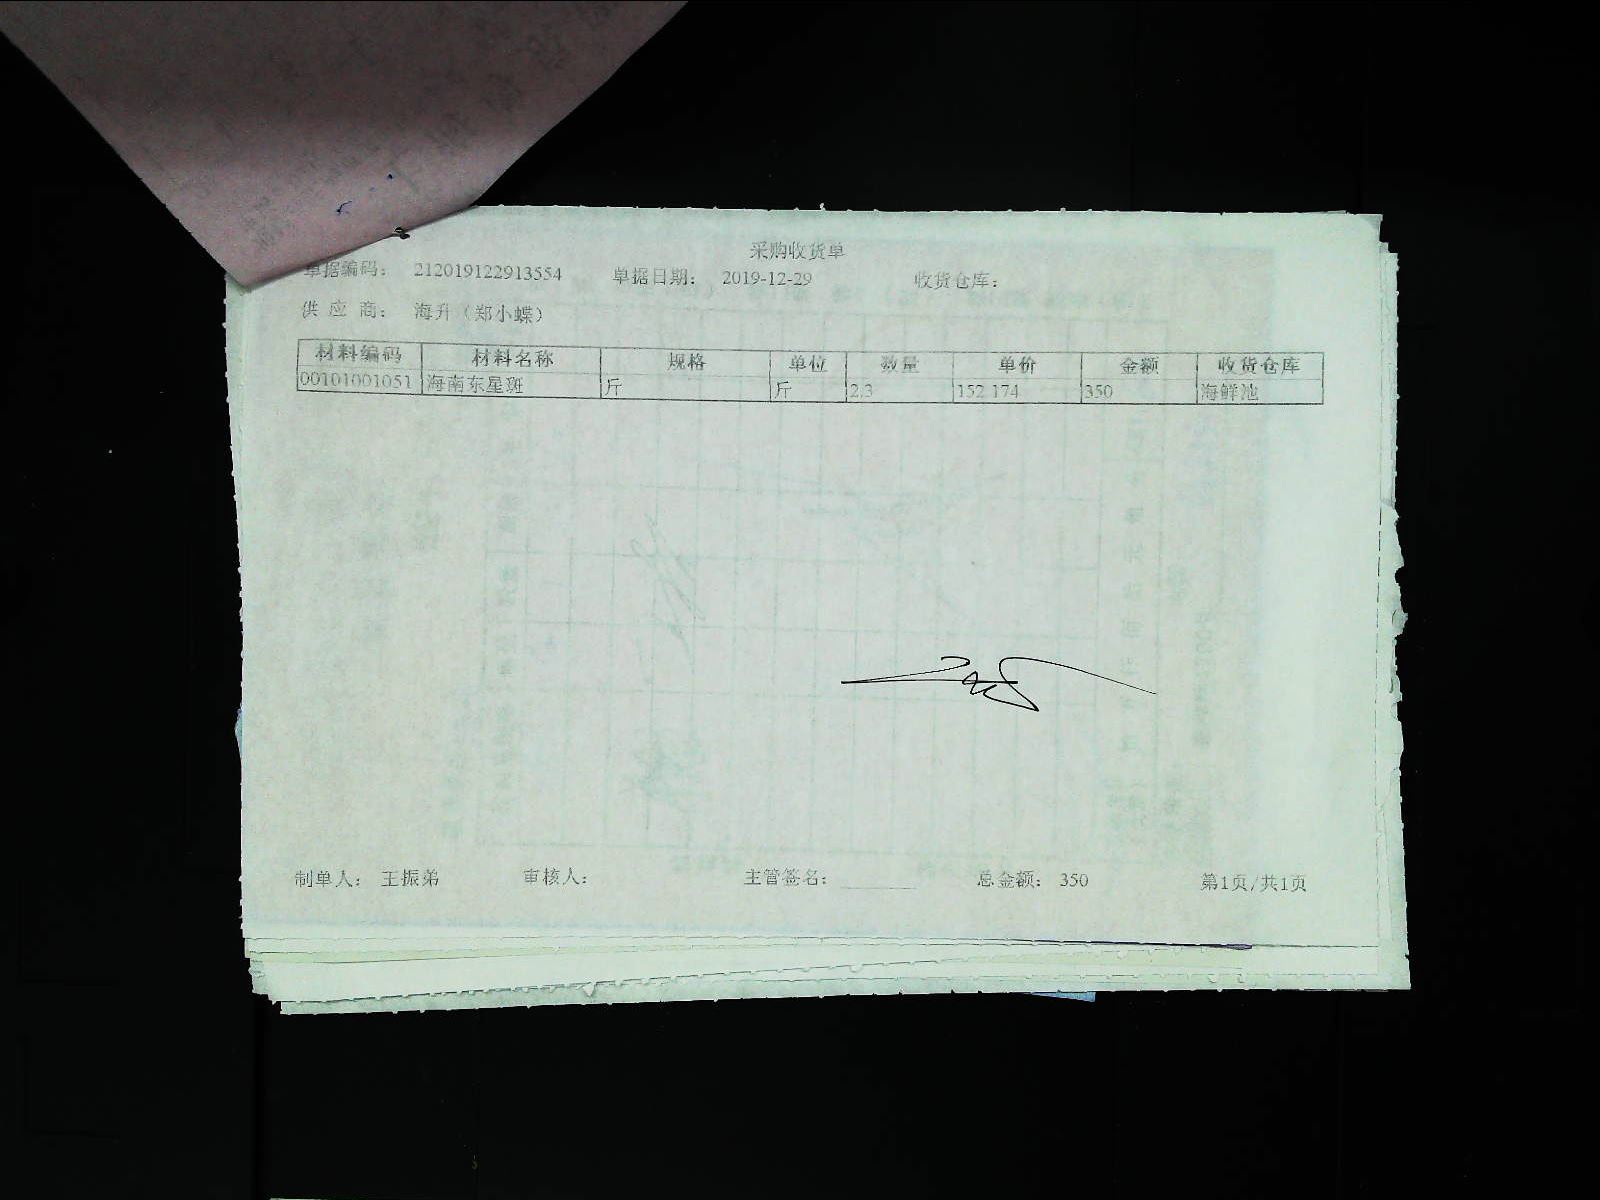 采购收货单
单据编码： 212019122913554 单据日期： 2019-12-29 收货仓库：
供 应 商： 海升（郑小蝶）
材料编码 材料名称 规格 单位 数量 单价 金额 收货仓库
00101001051 海南东星斑 斤 斤 2.3 152.174 350 海鲜池
制单人： 王振弟 审核人： 主管签名： 总金额： 350 第1页/共1页